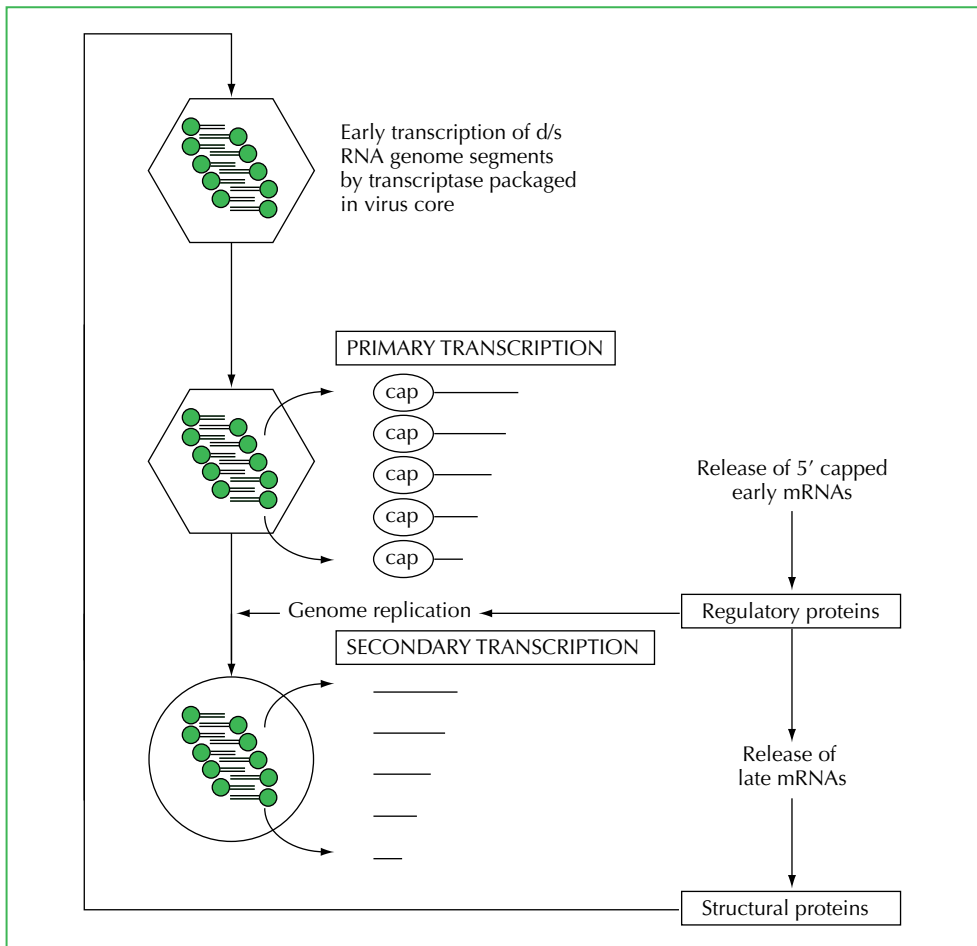 Early transcription of d/s
RNA genome segments
by transcriptase packaged
in virus core
PRIMARY TRANSCRIPTION
cap
cap
cap
cap
cap
Release of 5’ capped
early mRNAs
Genome replication
Regulatory proteins
SECONDARY TRANSCRIPTION
Release of
late mRNAs
Structural proteins